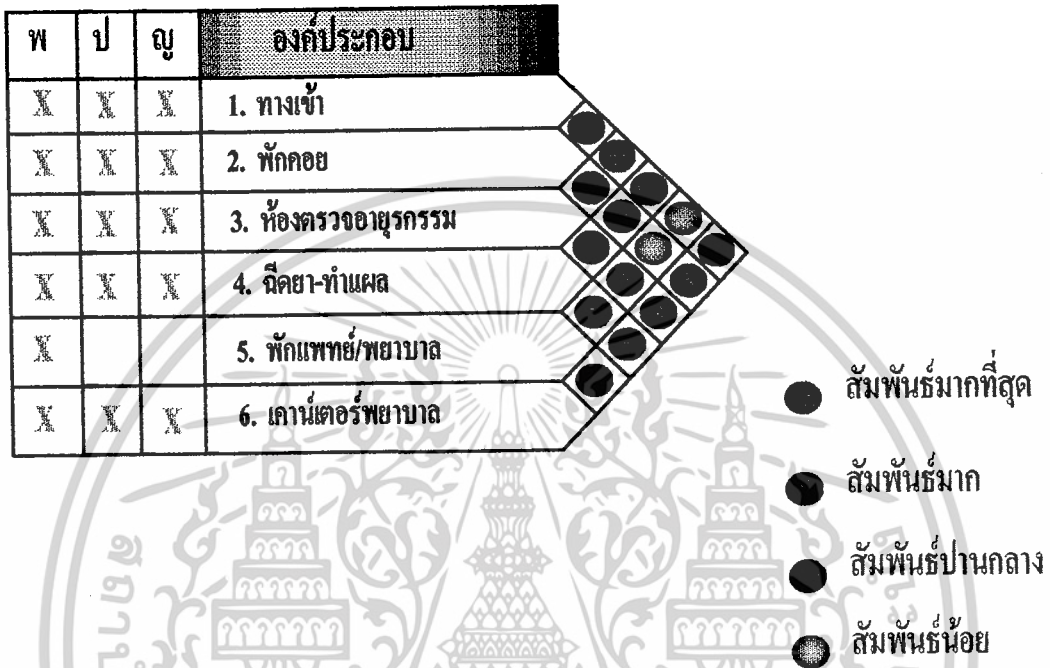 พ ป ญ องค์ประกอบ
X X X 1. ทางเข้า
X X X 2. พักคอย
X X X 3. ห้องตรวจอายุรกรรม
X X X 4. ฉีดยา-ทำแผล
X 5. พักแพทย์/พยาบาล
X X X 6. เคาน์เตอร์พยาบาล
สัมพันธ์มากที่สุด
สัมพันธ์มาก
สัมพันธ์ปานกลาง
สัมพันธ์น้อย